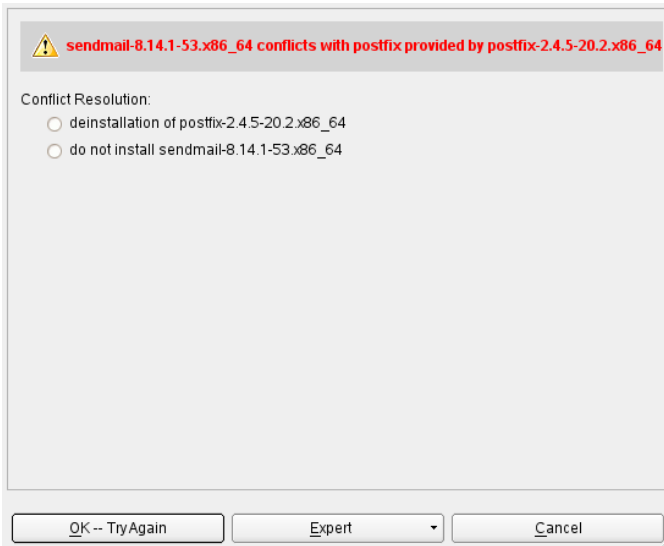 sendmail-8.14.1-53.x86_64 conflicts with postfix provided by postfix-2.4.5-20.2.x86_64
Conflict Resolution:
deinstallation of postfix-2.4.5-20.2.x86_64
do not install sendmail-8.14.1-53.x86_64
OK -- Try Again
Expert
Cancel